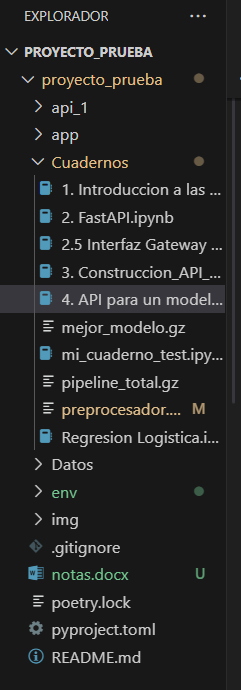 EXPLORADOR ...
PROYECTO_PRUEBA
proyecto_prueba
api_1
app
Cuadernos
1. Introduccion a las ...
2. FastAPI.ipynb
2.5 Interfaz Gateway ...
3. Construccion_API_...
4. API para un model...
mejor_modelo.gz
mi_cuaderno_test.ipy...
pipeline_total.gz
preprocesador.... M
Regresion Logistica.i...
Datos
env
img
.gitignore
notas.docx U
poetry.lock
pyproject.toml
README.md